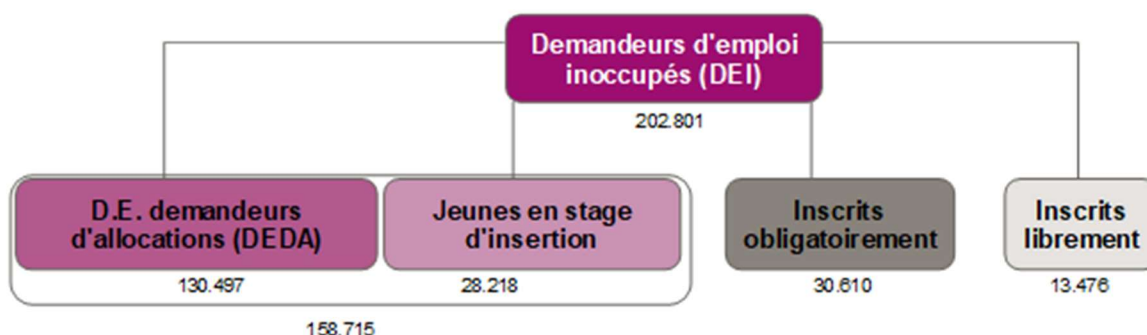 Demandeurs d'emploi
inoccupés (DEI)
202.801
D.E. demandeurs
d'allocations (DEDA)
Jeunes en stage
d'insertion
Inscrits
obligatoirement
Inscrits
librement
130.497
28.218
30.610
13.476
158.715